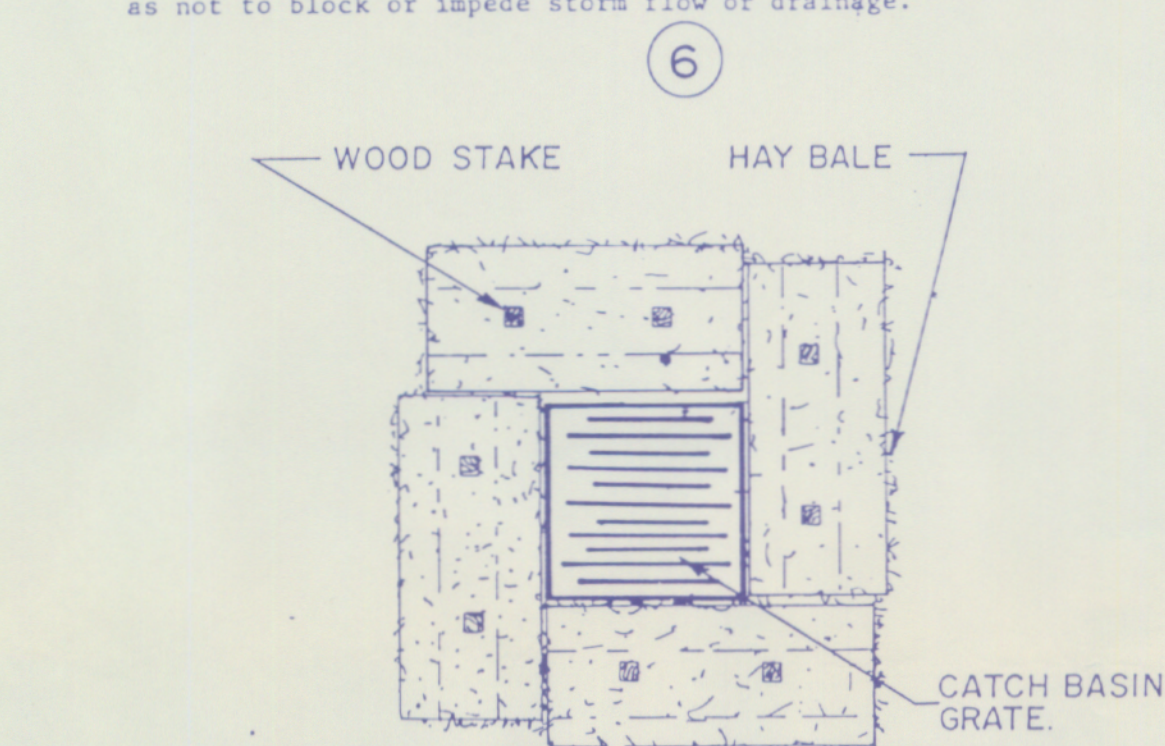 as not to block or impede storm flow or drainage.
6
WOOD STAKE
HAY BALE
CATCH BASIN
GRATE.